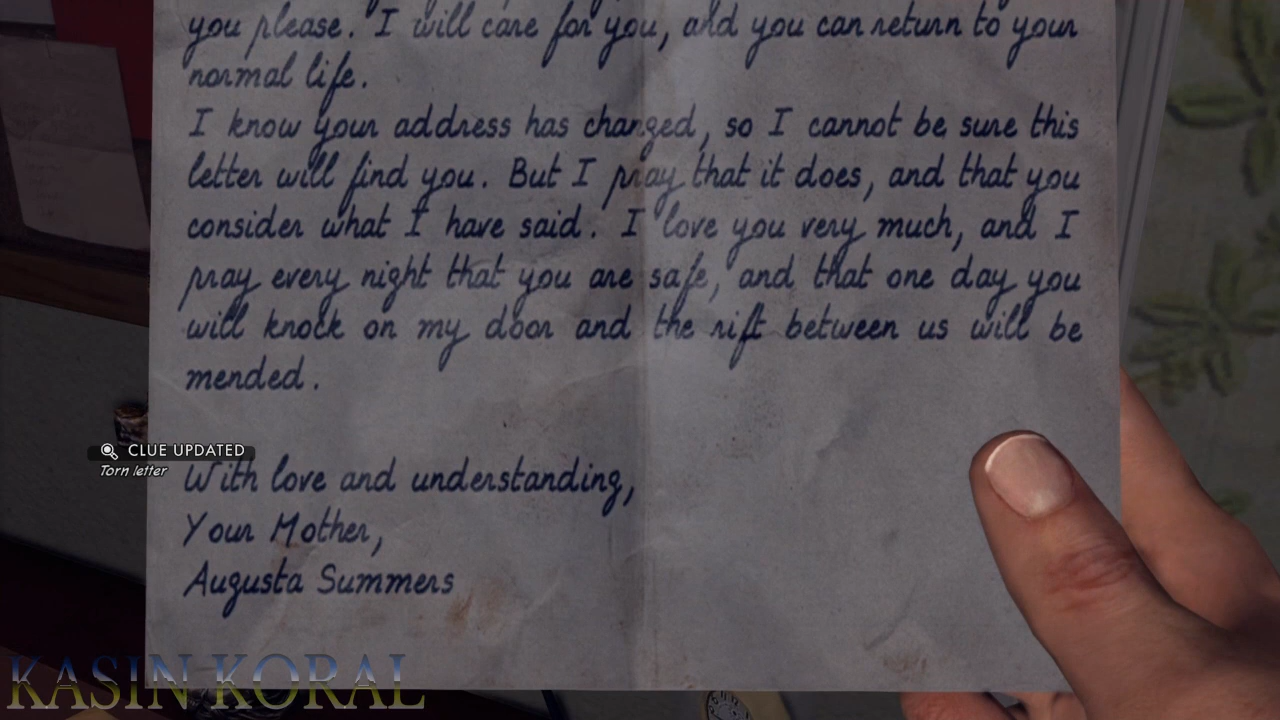 you please. I will care for you, and you can return to your
normal life.
I know your address has changed, so I cannot be sure this
letter will find you. But I pray that it does, and that you
consider what I have said. I love you very much, and I
pray every night that you are safe, and that one day you
will knock on my door and the rift between us will be
mended.
CLUE UPDATED
Torn letter
With love and understanding,
Your Mother,
Augusta Summers
KASIN KORAL